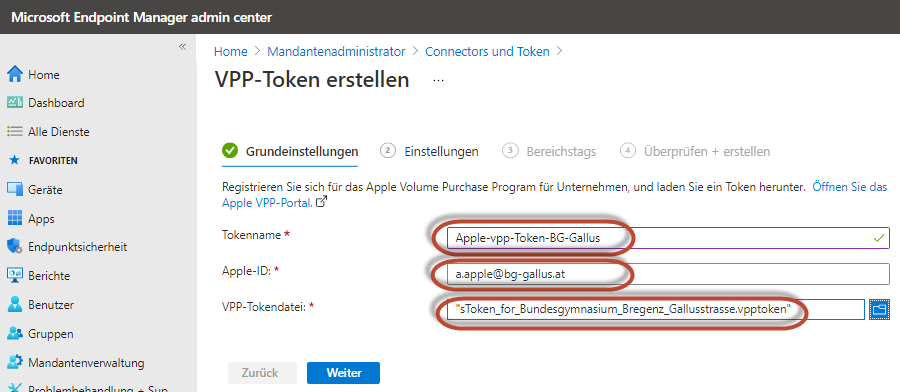 Microsoft Endpoint Manager admin center
«
Home
Dashboard
Alle Dienste
FAVORITEN
Geräte
Apps
Endpunktsicherheit
Berichte
Benutzer
Gruppen
Mandantenverwaltung
Problembehandlung + Sup
Home > Mandantenadministrator > Connectors und Token >
VPP-Token erstellen ...
Grundeinstellungen 2 Einstellungen 3 Bereichstags 4 Überprüfen + erstellen
Registrieren Sie sich für das Apple Volume Purchase Program für Unternehmen, und laden Sie ein Token herunter. Öffnen Sie das
Apple VPP-Portal.
Tokenname * Apple-vpp-Token-BG-Gallus
Apple-ID: * a.apple@bg-gallus.at
VPP-Tokendatei: * "sToken_for_Bundesgymnasium_Bregenz_Gallusstrasse.vpptoken"
Zurück Weiter